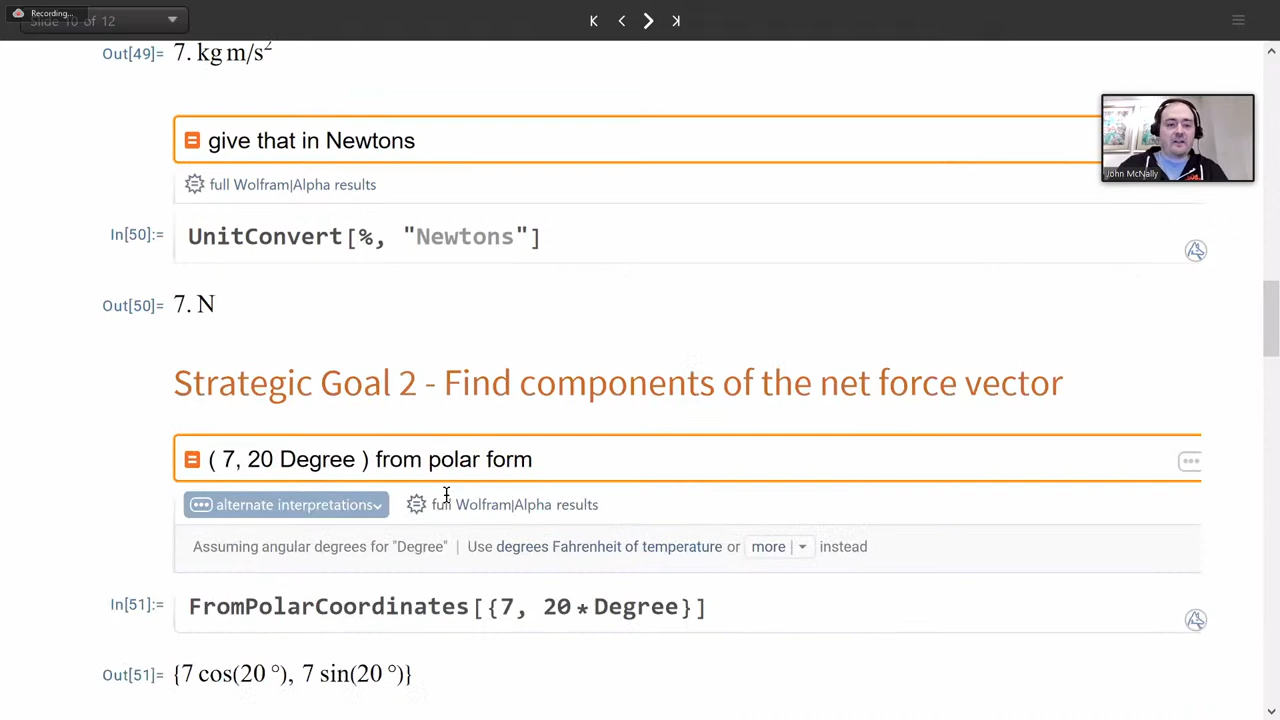 Recording...
Slide 10 of 12
Out[49]= 7. kg m/s²
give that in Newtons
John McNally
full Wolfram|Alpha results
In[50]:= UnitConvert[%, "Newtons"]
Out[50]= 7. N
Strategic Goal 2 - Find components of the net force vector
( 7, 20 Degree ) from polar form
alternate interpretations full Wolfram|Alpha results
Assuming angular degrees for "Degree" | Use degrees Fahrenheit of temperature or more | instead
In[51]:= FromPolarCoordinates[{7, 20*Degree}]
Out[51]= {7 cos(20 °), 7 sin(20 °)}